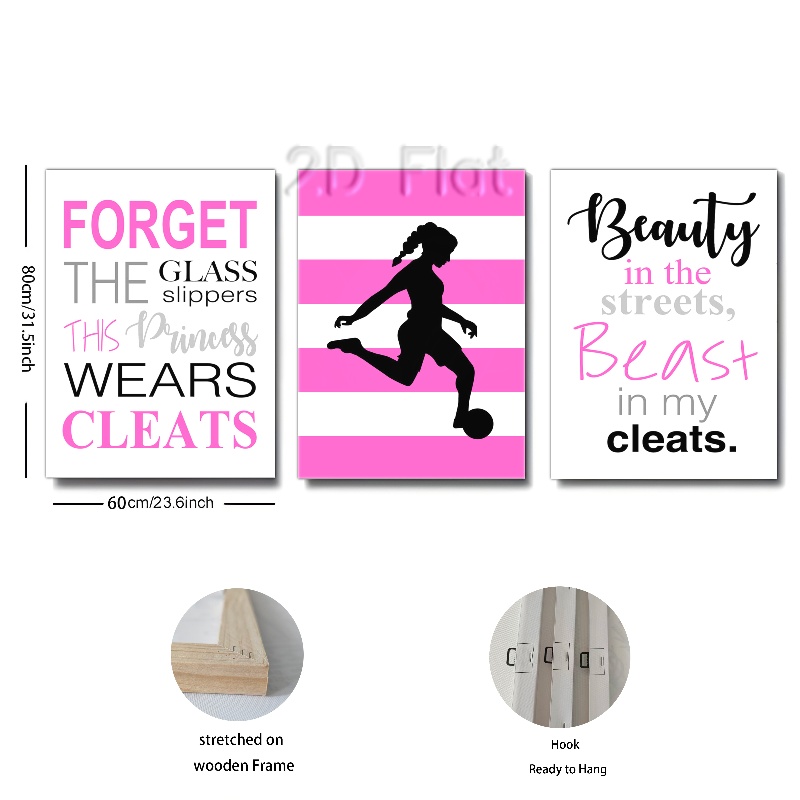 2D Flat
FORGET
THE GLASS
slippers
THIS Princess
WEARS
CLEATS
Beauty
in the
streets,
Beast
in my
cleats.
80cm/31.5inch
60cm/23.6inch
stretched on
wooden Frame
Hook
Ready to Hang